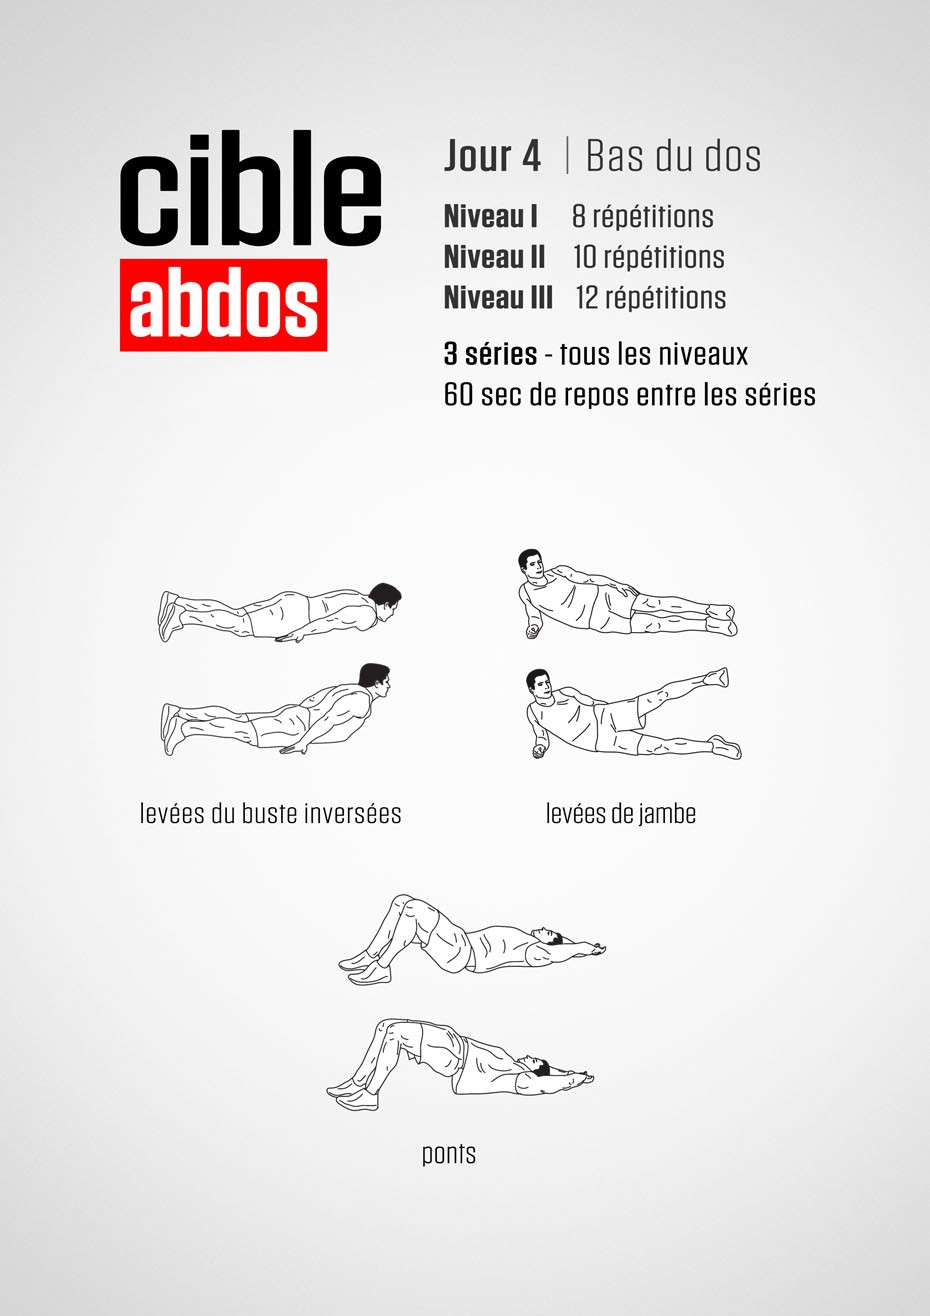 cible
abdos
Jour 4 | Bas du dos
Niveau I 8 répétitions
Niveau II 10 répétitions
Niveau III 12 répétitions
3 séries - tous les niveaux
60 sec de repos entre les séries
levées du buste inversées
levées de jambe
ponts